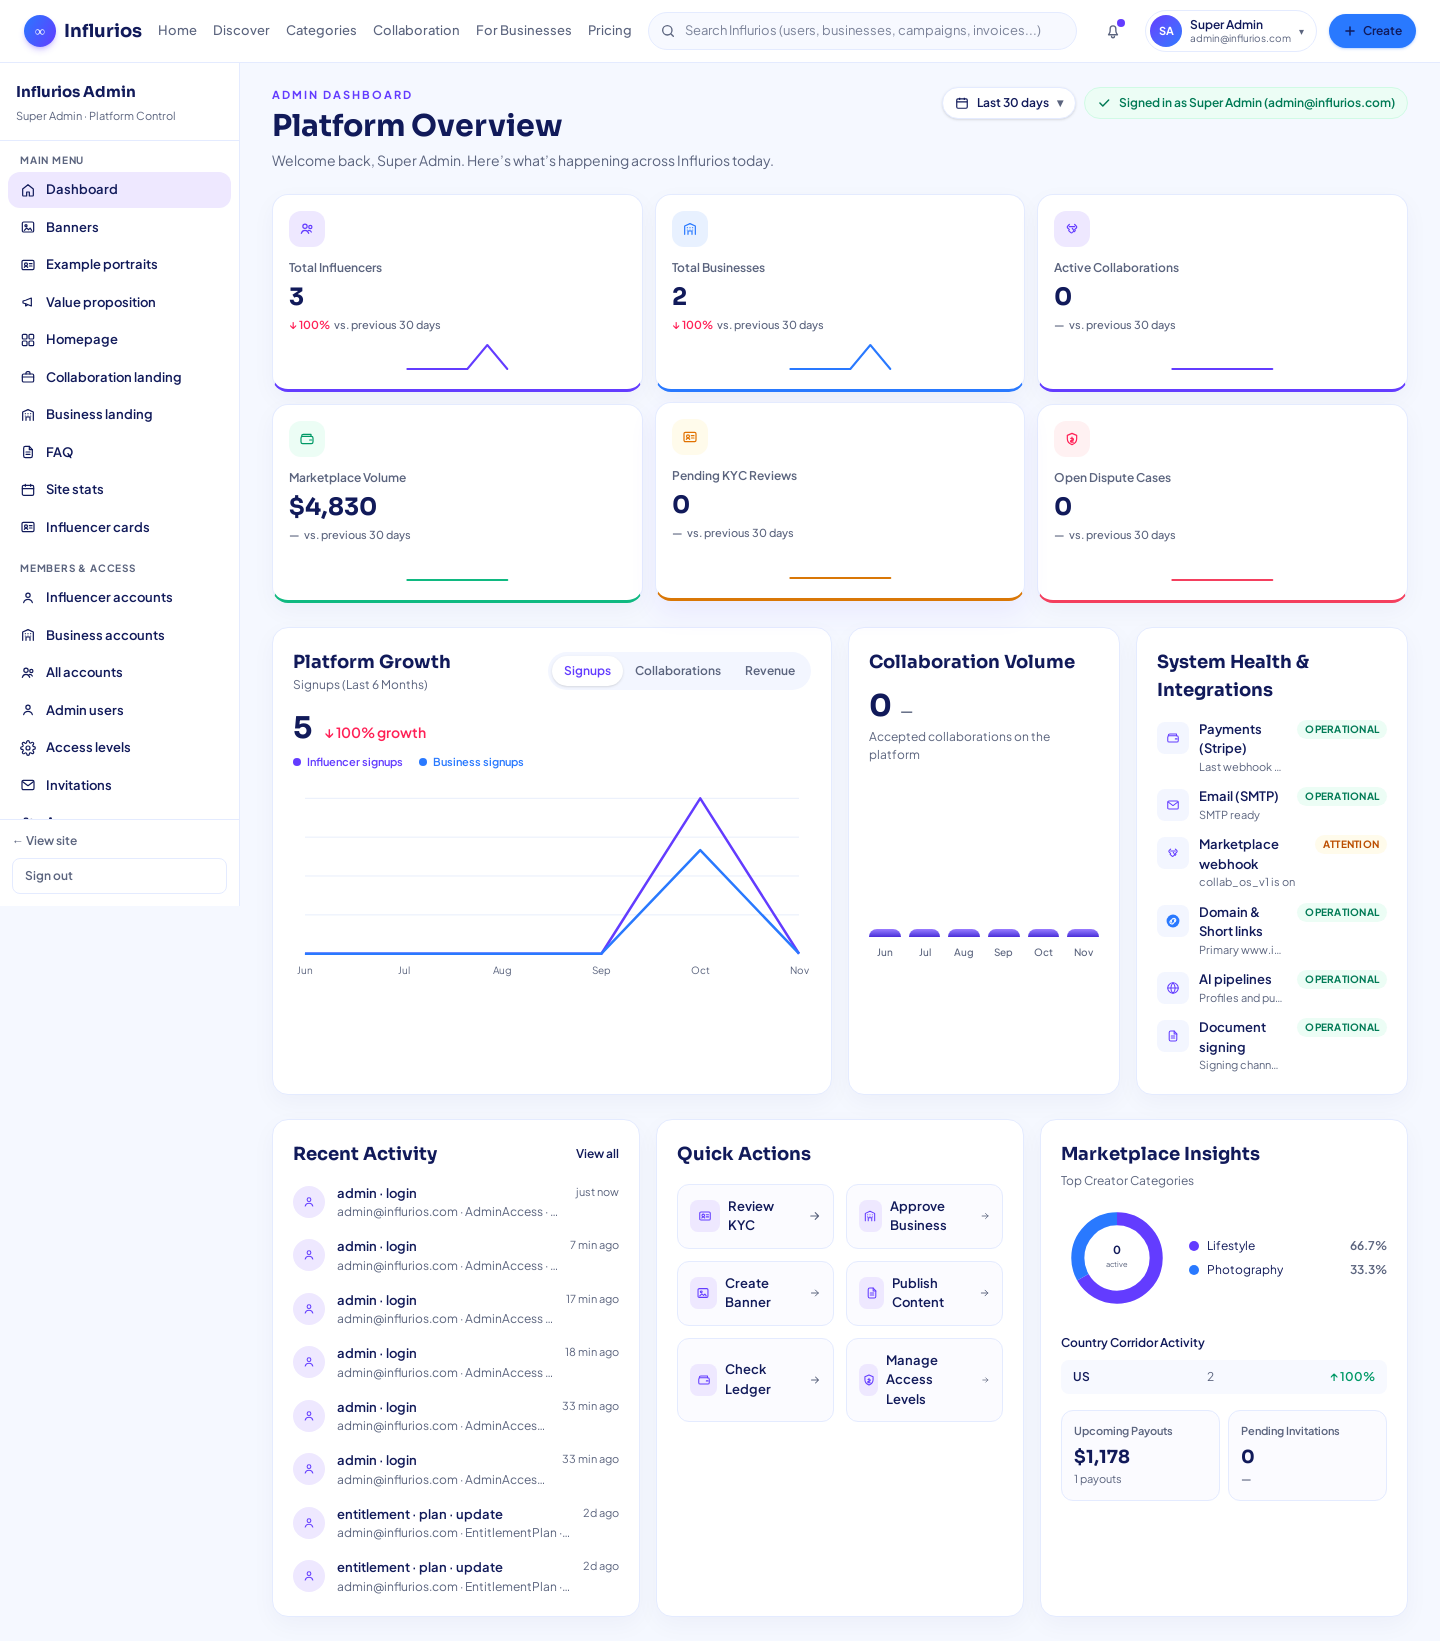 Influrios
Home
Discover
Categories
Collaboration
For Businesses
Pricing
Search Influrios (users, businesses, campaigns, invoices...)
SA
Super Admin
admin@influrios.com
+ Create
Influrios Admin
Super Admin · Platform Control
MAIN MENU
Dashboard
Banners
Example portraits
Value proposition
Homepage
Collaboration landing
Business landing
FAQ
Site stats
Influencer cards
MEMBERS & ACCESS
Influencer accounts
Business accounts
All accounts
Admin users
Access levels
Invitations
← View site
Sign out
ADMIN DASHBOARD
Platform Overview
Welcome back, Super Admin. Here's what's happening across Influrios today.
Last 30 days
Signed in as Super Admin (admin@influrios.com)
Total Influencers
3
↓ 100% vs. previous 30 days
Total Businesses
2
↓ 100% vs. previous 30 days
Active Collaborations
0
— vs. previous 30 days
Marketplace Volume
$4,830
— vs. previous 30 days
Pending KYC Reviews
0
— vs. previous 30 days
Open Dispute Cases
0
— vs. previous 30 days
Platform Growth
Signups (Last 6 Months)
Signups
Collaborations
Revenue
5 ↓ 100% growth
Influencer signups
Business signups
Jun
Jul
Aug
Sep
Oct
Nov
Collaboration Volume
0 —
Accepted collaborations on the
platform
Jun
Jul
Aug
Sep
Oct
Nov
System Health &
Integrations
Payments
(Stripe)
Last webhook ...
OPERATIONAL
Email (SMTP)
SMTP ready
OPERATIONAL
Marketplace
webhook
collab_os_v1 is on
ATTENTION
Domain &
Short links
Primary www.i...
OPERATIONAL
AI pipelines
Profiles and pu...
OPERATIONAL
Document
signing
Signing chann...
OPERATIONAL
Recent Activity
View all
admin · login
just now
admin@influrios.com · AdminAccess · ...
admin · login
7 min ago
admin@influrios.com · AdminAccess · ...
admin · login
17 min ago
admin@influrios.com · AdminAccess ...
admin · login
18 min ago
admin@influrios.com · AdminAccess ...
admin · login
33 min ago
admin@influrios.com · AdminAcces...
admin · login
33 min ago
admin@influrios.com · AdminAcces...
entitlement · plan · update
2d ago
admin@influrios.com · EntitlementPlan ·...
entitlement · plan · update
2d ago
admin@influrios.com · EntitlementPlan ·...
Quick Actions
Review
KYC
→
Approve
Business
→
Create
Banner
→
Publish
Content
→
Check
Ledger
→
Manage
Access
Levels
→
Marketplace Insights
Top Creator Categories
0
active
Lifestyle
66.7%
Photography
33.3%
Country Corridor Activity
US
2
↑ 100%
Upcoming Payouts
$1,178
1 payouts
Pending Invitations
0
—